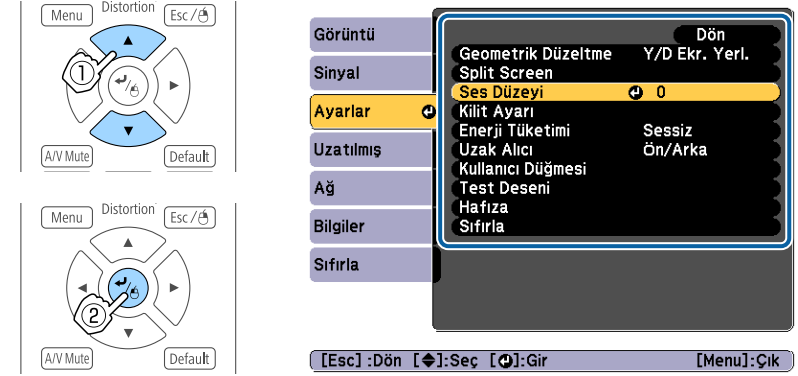 Menu Distortion Esc/
1
A/V Mute Default
Menu Distortion Esc/
2
A/V Mute Default
Görüntü
Sinyal
Ayarlar
Uzatılmış
Ağ
Bilgiler
Sıfırla
Dön
Geometrik Düzeltme Y/D Ekr. Yerl.
Split Screen
Ses Düzeyi 0
Kilit Ayarı
Enerji Tüketimi Sessiz
Uzak Alıcı Ön/Arka
Kullanıcı Düğmesi
Test Deseni
Hafıza
Sıfırla
[Esc] :Dön [◆]:Seç [↵]:Gir [Menu]:Çık